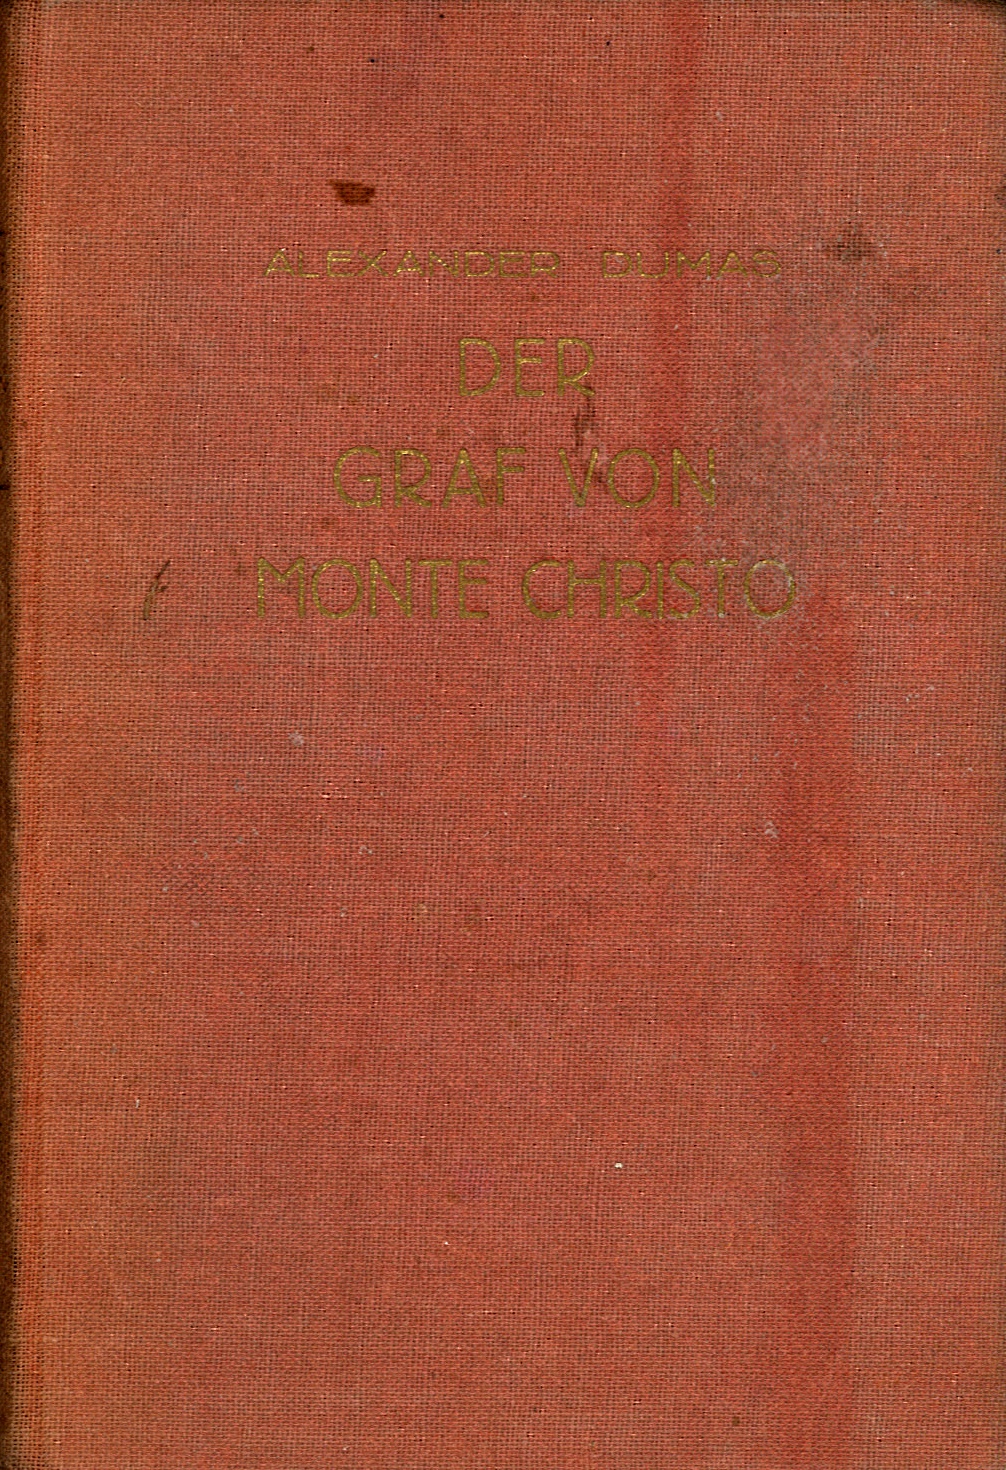 ALEXANDER DUMAS
DER
GRAF VON
MONTE CHRISTO